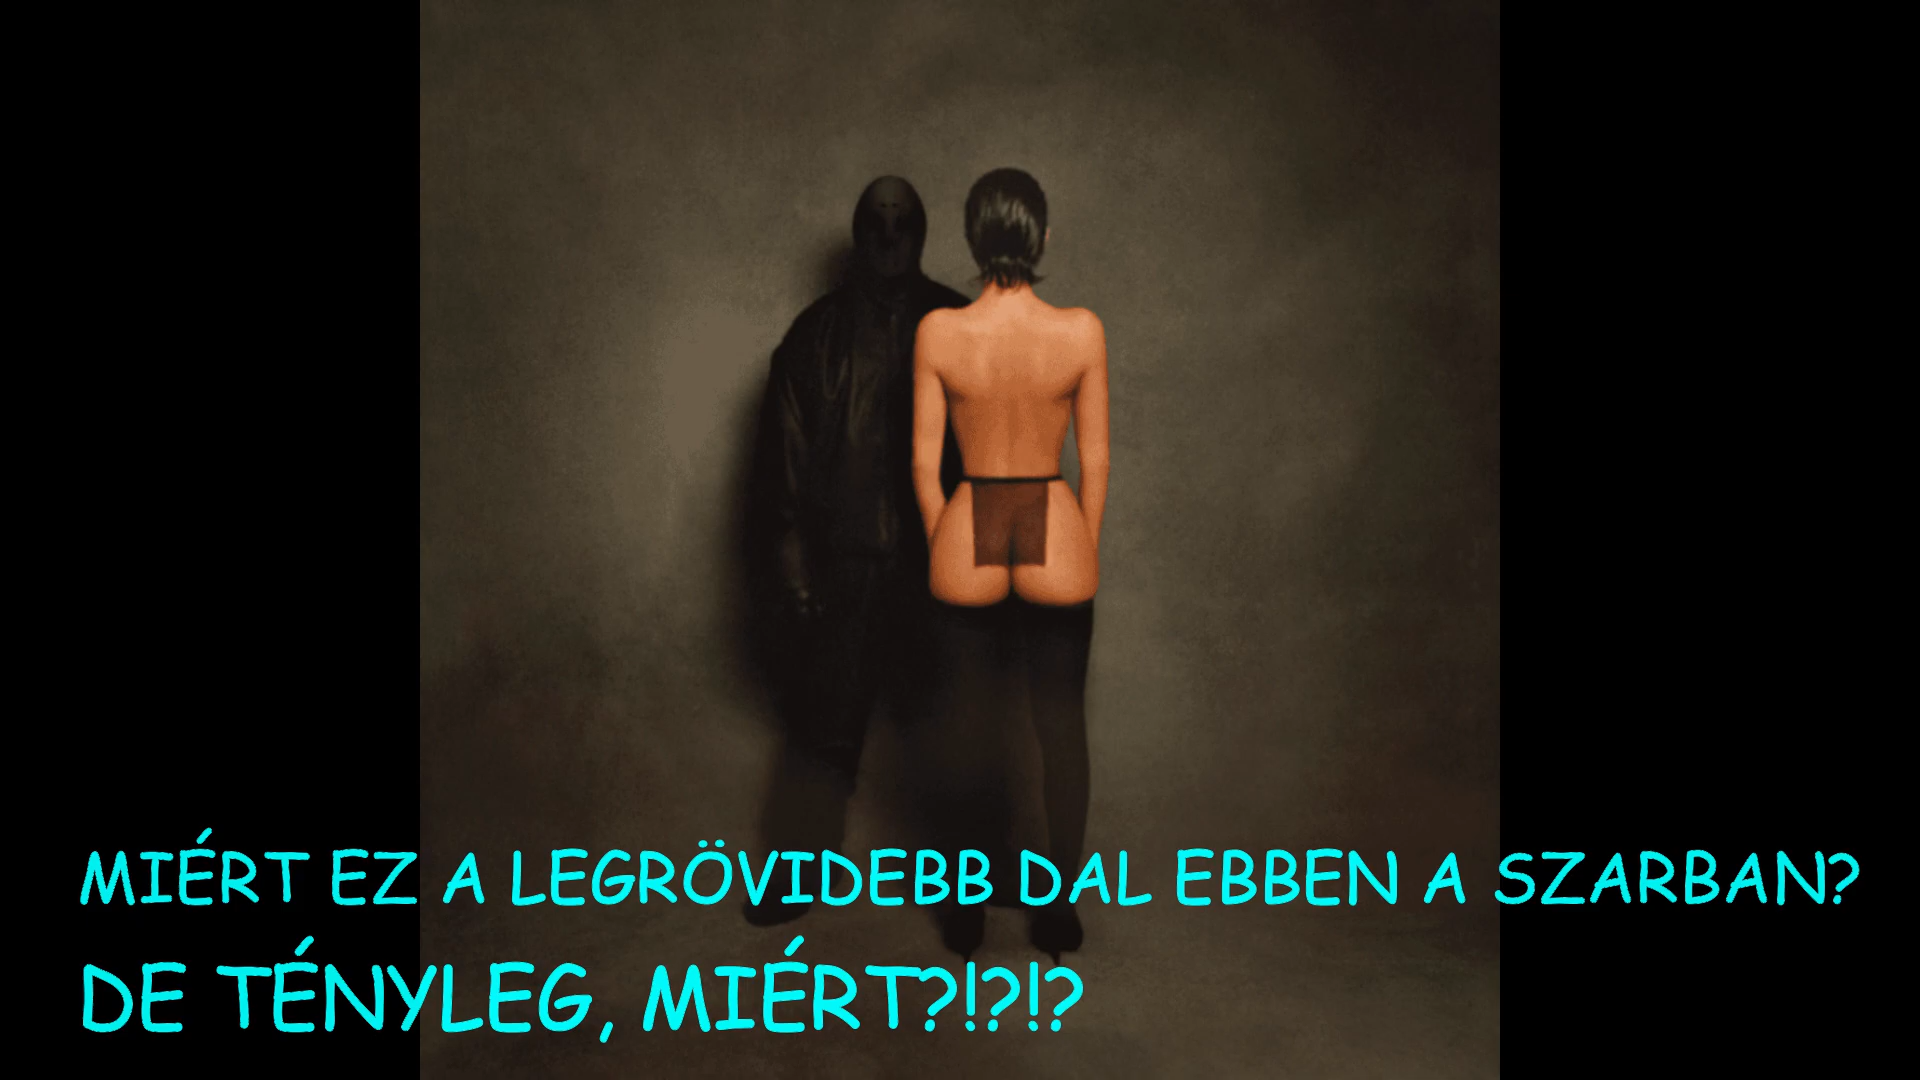 MIÉRT EZ A LEGRÖVIDEBB DAL EBBEN A SZARBAN?
DE TÉNYLEG, MIÉRT?!?!?